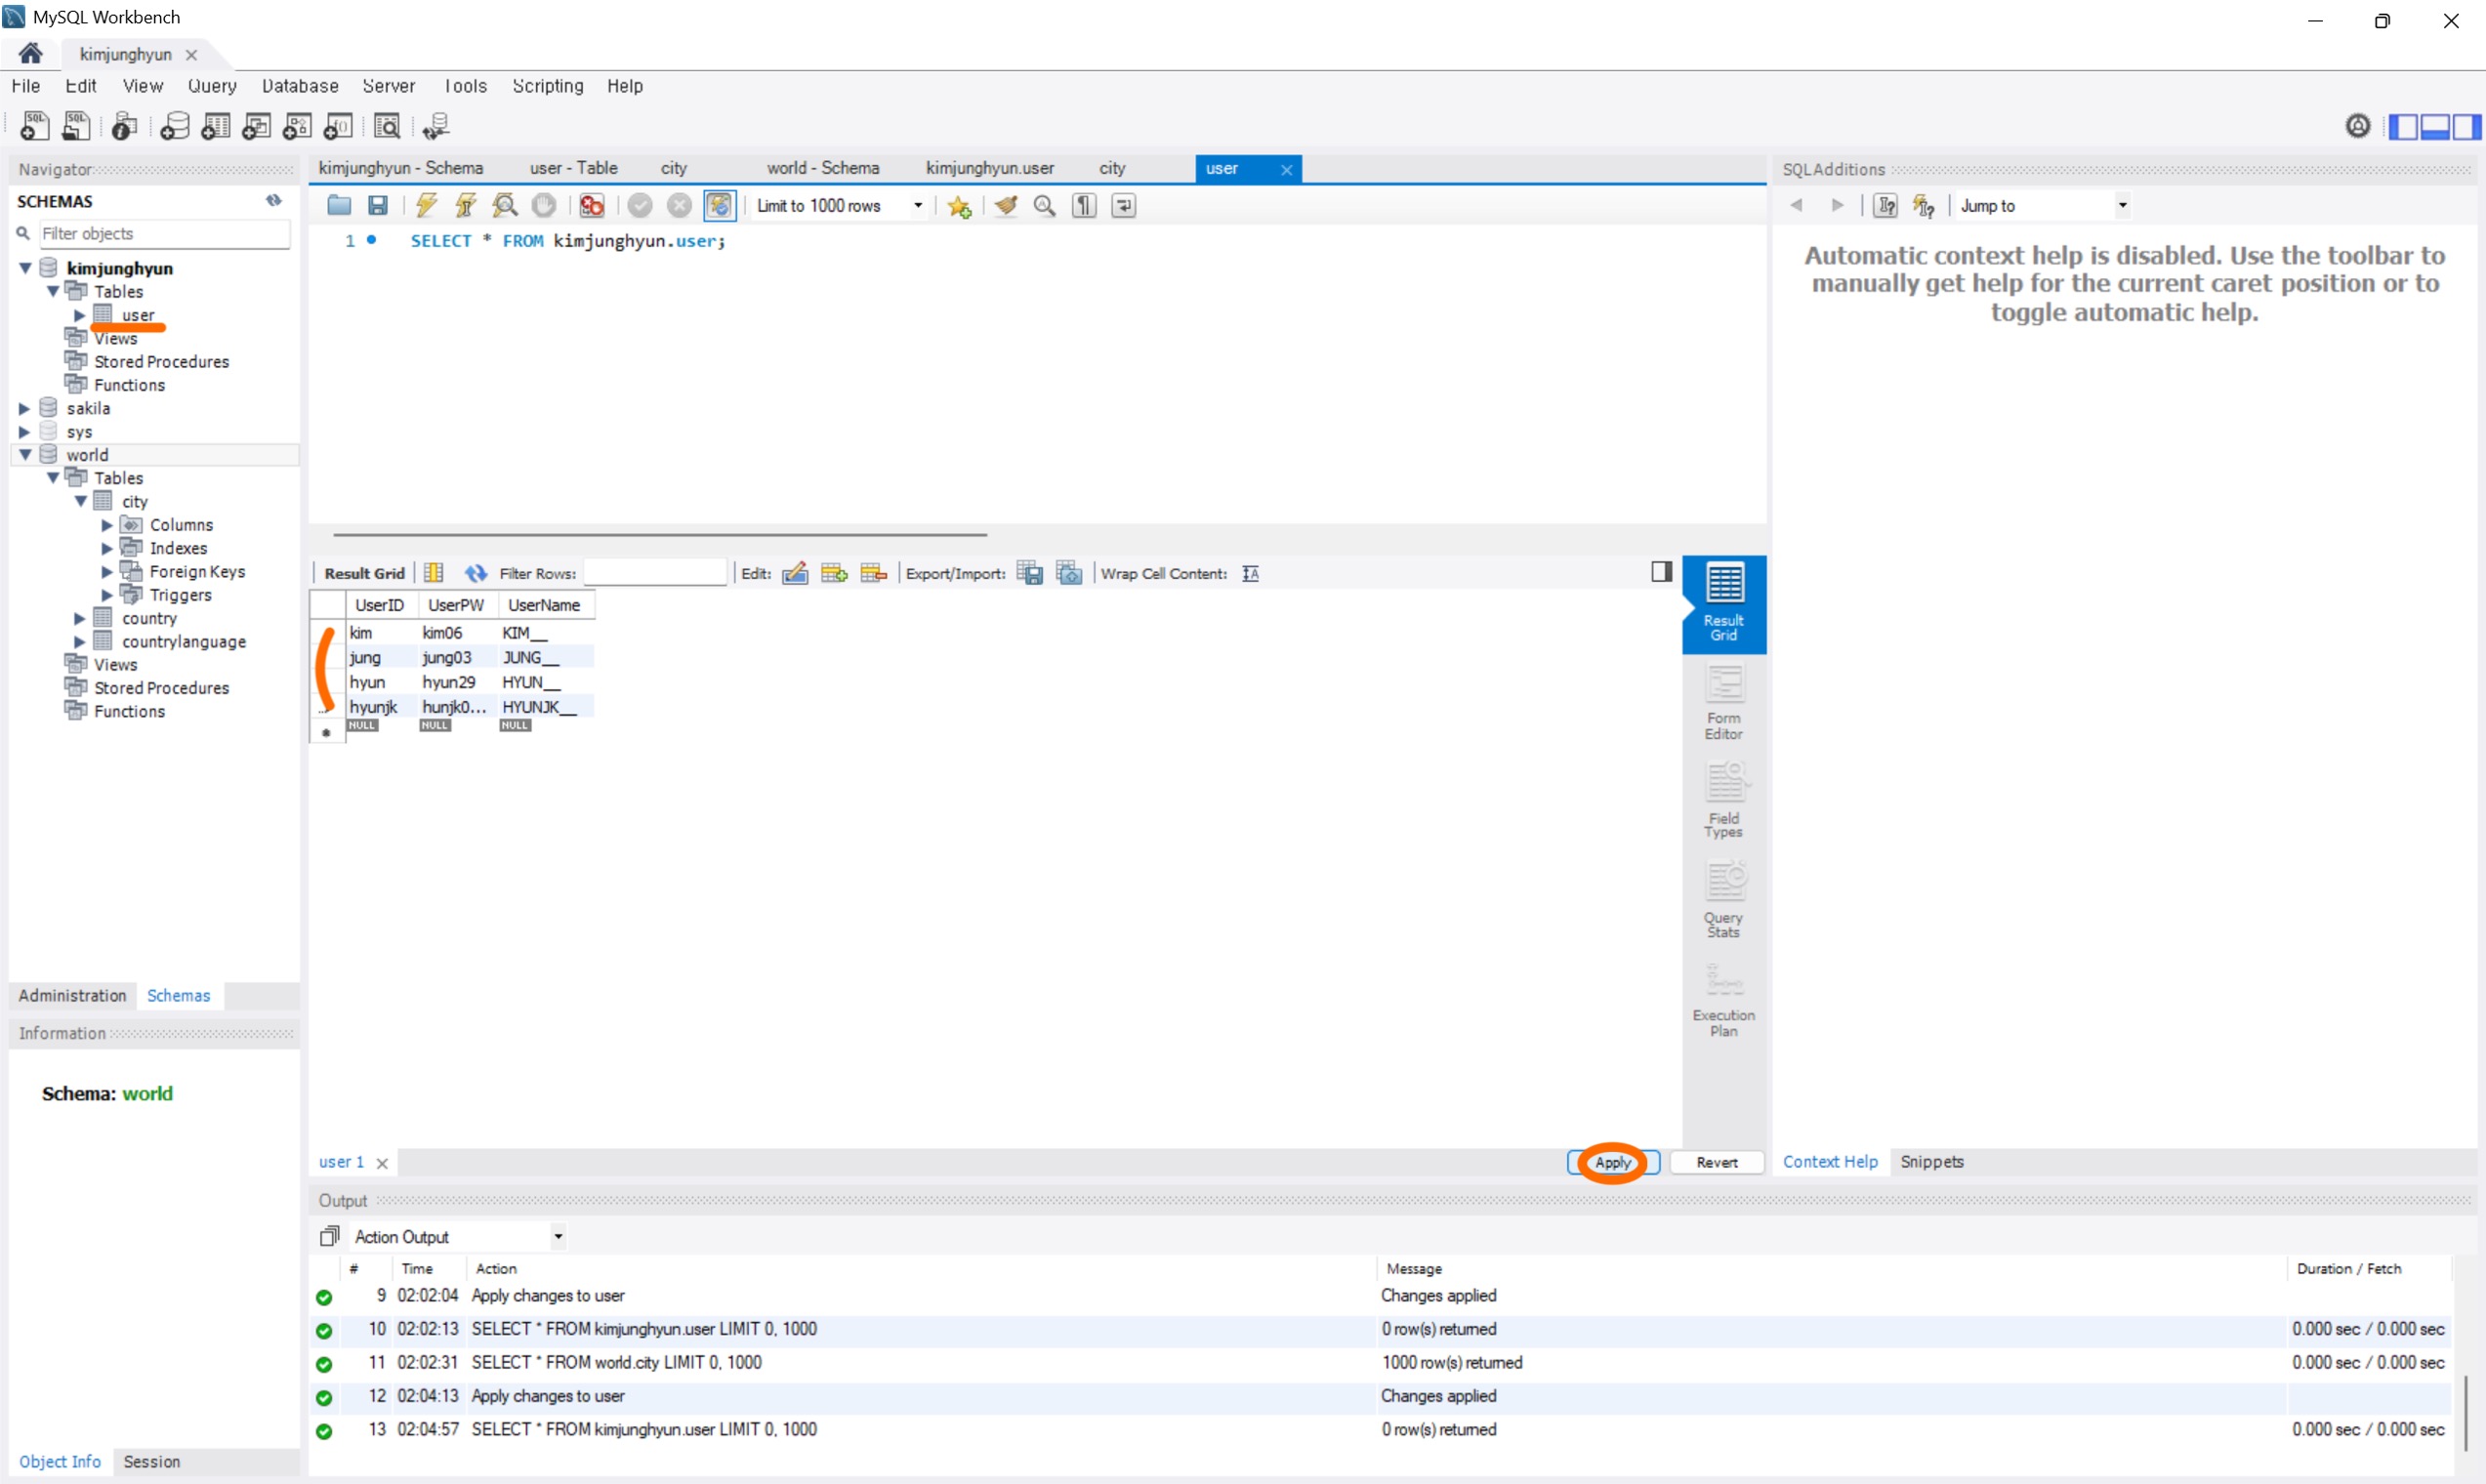 MySQL Workbench
kimjunghyun
File Edit View Query Database Server Tools Scripting Help
Navigator
SCHEMAS
Filter objects
kimjunghyun
Tables
user
Views
Stored Procedures
Functions
sakila
sys
world
Tables
city
Columns
Indexes
Foreign Keys
Triggers
country
countrylanguage
Views
Stored Procedures
Functions
Administration Schemas
Information
Schema: world
Object Info Session
kimjunghyun - Schema user - Table city world - Schema kimjunghyun.user city user
Limit to 1000 rows
1 SELECT * FROM kimjunghyun.user;
Result Grid Filter Rows: Edit: Export/Import: Wrap Cell Content:
UserID UserPW UserName
kim kim06 KIM__
jung jung03 JUNG__
hyun hyun29 HYUN__
hyunjk hunjk0... HYUNJK__
NULL NULL NULL
Result
Grid
Form
Editor
Field
Types
Query
Stats
Execution
Plan
user 1 Apply Revert
SQLAdditions
Jump to
Automatic context help is disabled. Use the toolbar to
manually get help for the current caret position or to
toggle automatic help.
Context Help Snippets
Output
Action Output
# Time Action Message Duration / Fetch
9 02:02:04 Apply changes to user Changes applied
10 02:02:13 SELECT * FROM kimjunghyun.user LIMIT 0, 1000 0 row(s) returned 0.000 sec / 0.000 sec
11 02:02:31 SELECT * FROM world.city LIMIT 0, 1000 1000 row(s) returned 0.000 sec / 0.000 sec
12 02:04:13 Apply changes to user Changes applied
13 02:04:57 SELECT * FROM kimjunghyun.user LIMIT 0, 1000 0 row(s) returned 0.000 sec / 0.000 sec